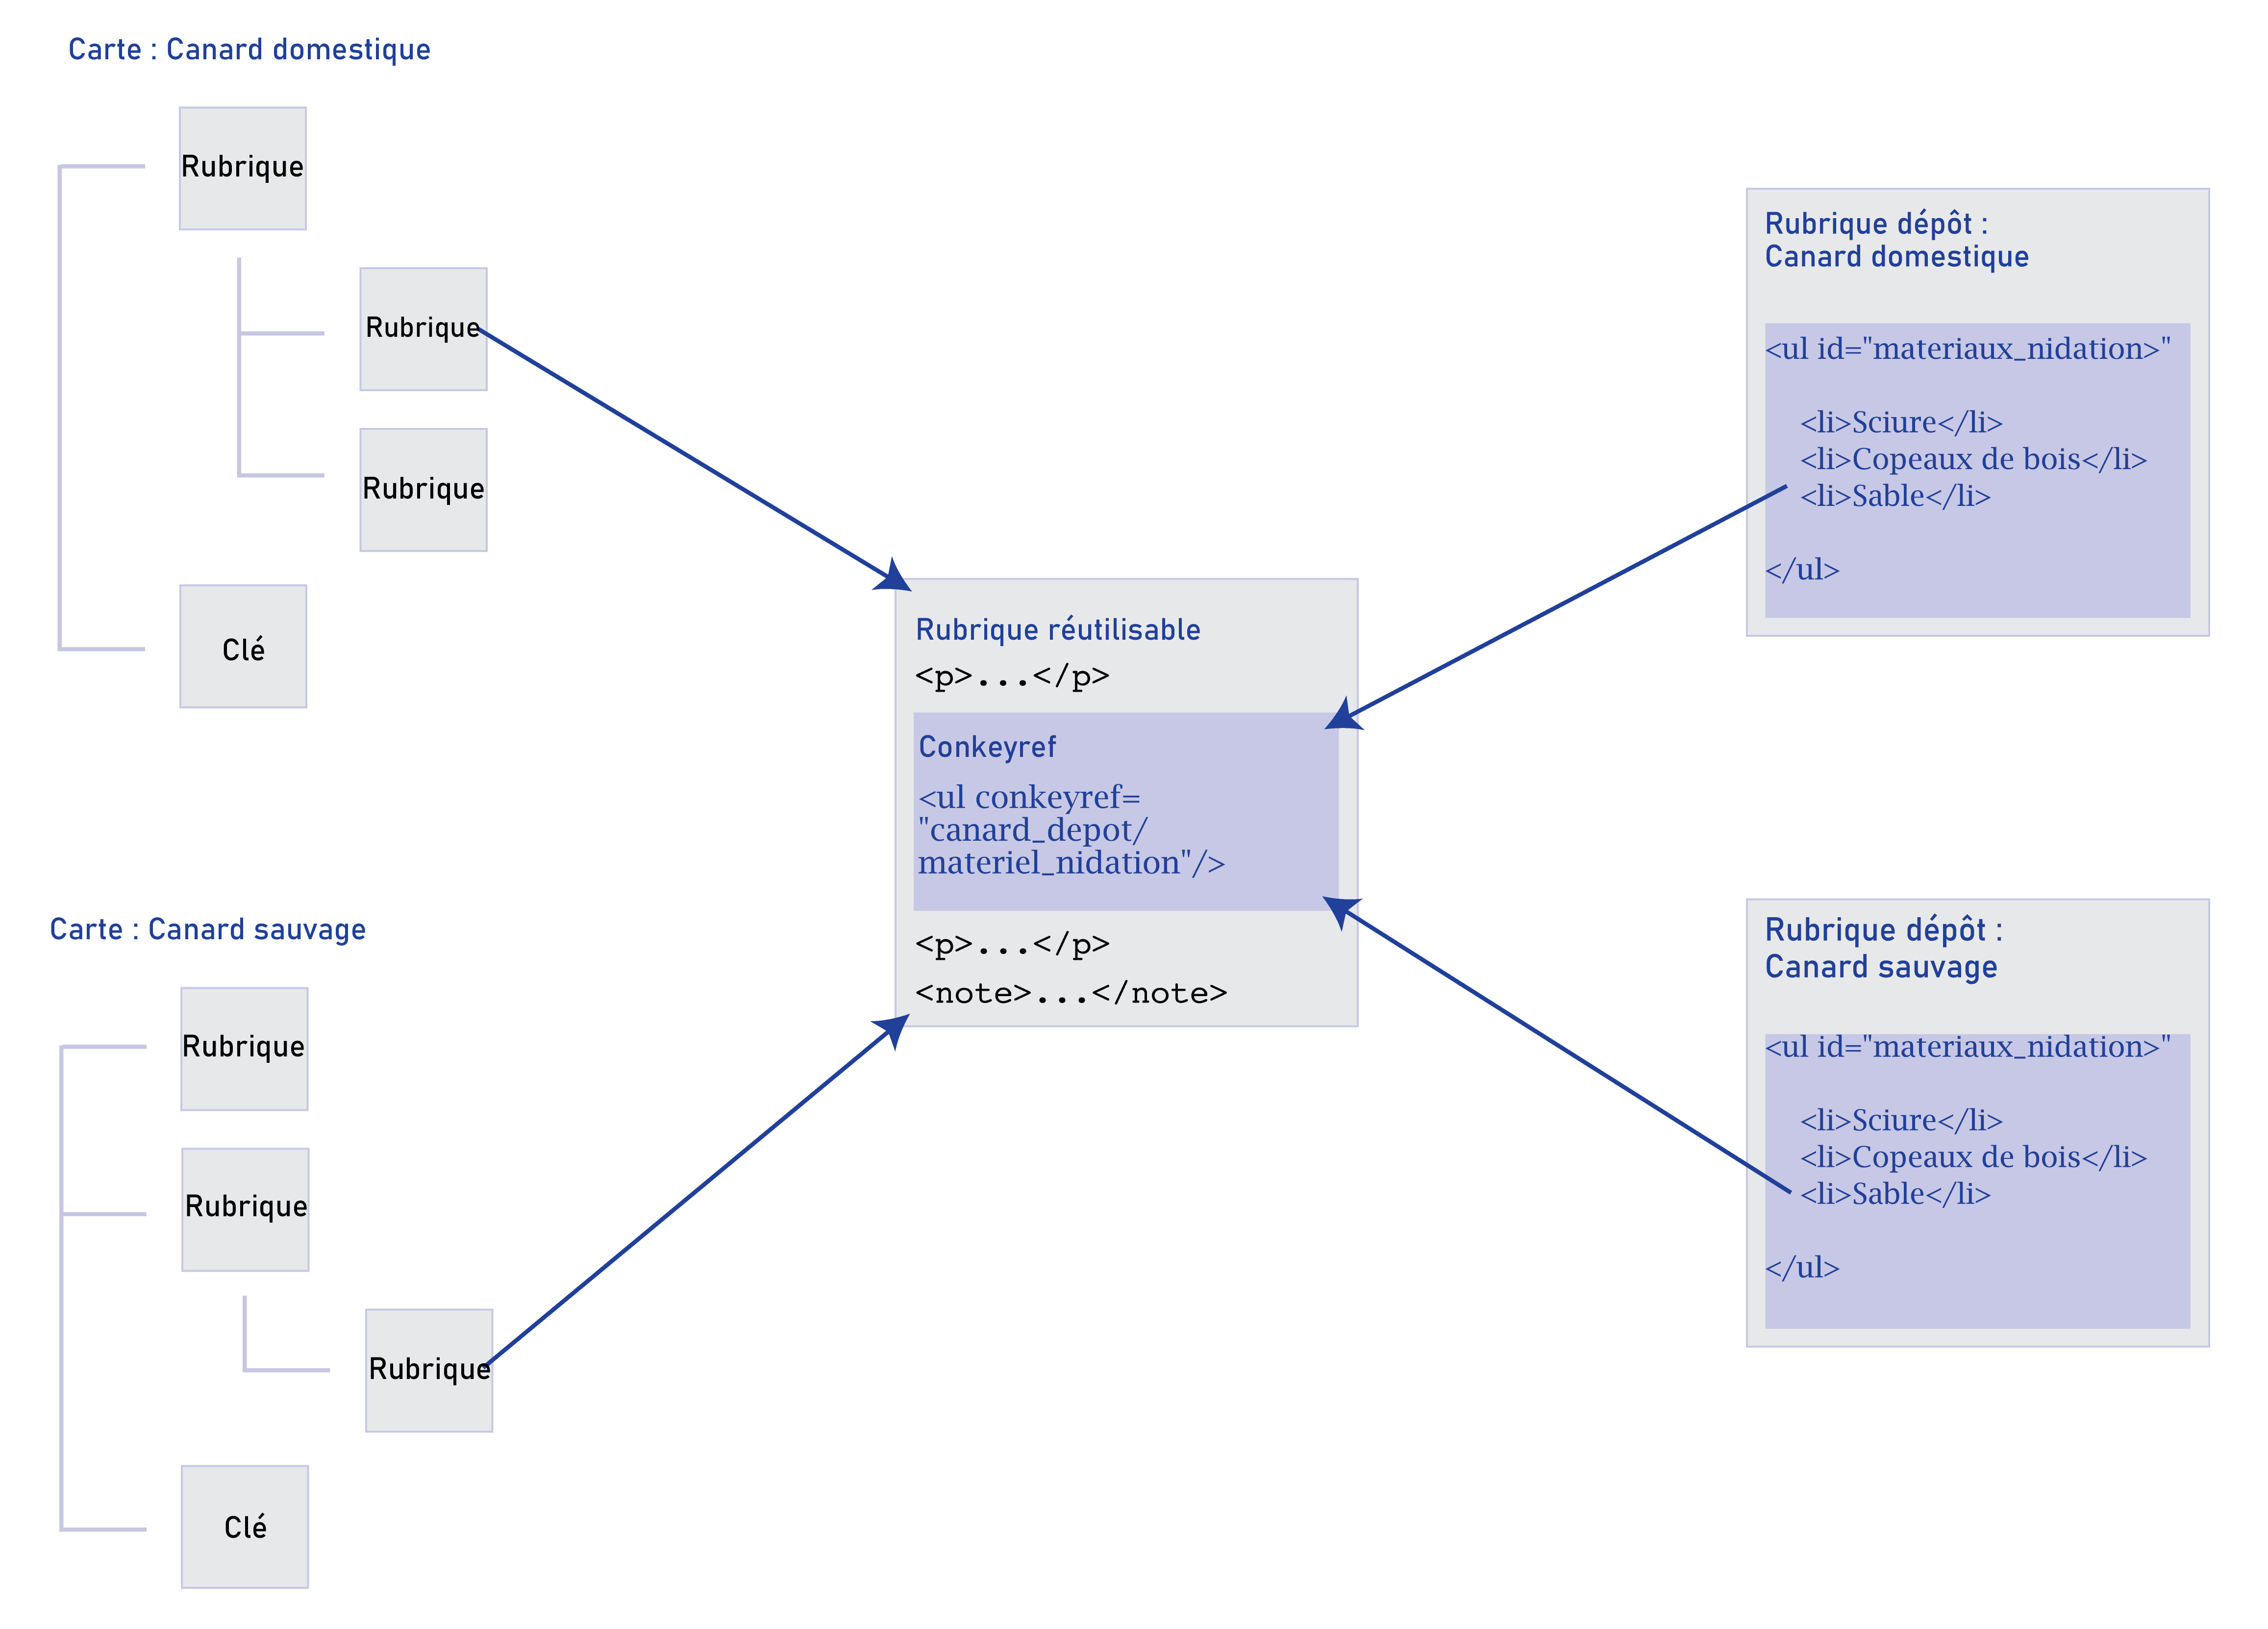 Carte : Canard domestique
Rubrique
Rubrique
Rubrique
Clé
Carte : Canard sauvage
Rubrique
Rubrique
Rubrique
Clé
Rubrique réutilisable
<p>...</p>
Conkeyref
<ul conkeyref=
"canard_depot/
materiel_nidation"/>
<p>...</p>
<note>...</note>
Rubrique dépôt :
Canard domestique
<ul id="materiaux_nidation>"
<li>Sciure</li>
<li>Copeaux de bois</li>
<li>Sable</li>
</ul>
Rubrique dépôt :
Canard sauvage
<ul id="materiaux_nidation>"
<li>Sciure</li>
<li>Copeaux de bois</li>
<li>Sable</li>
</ul>